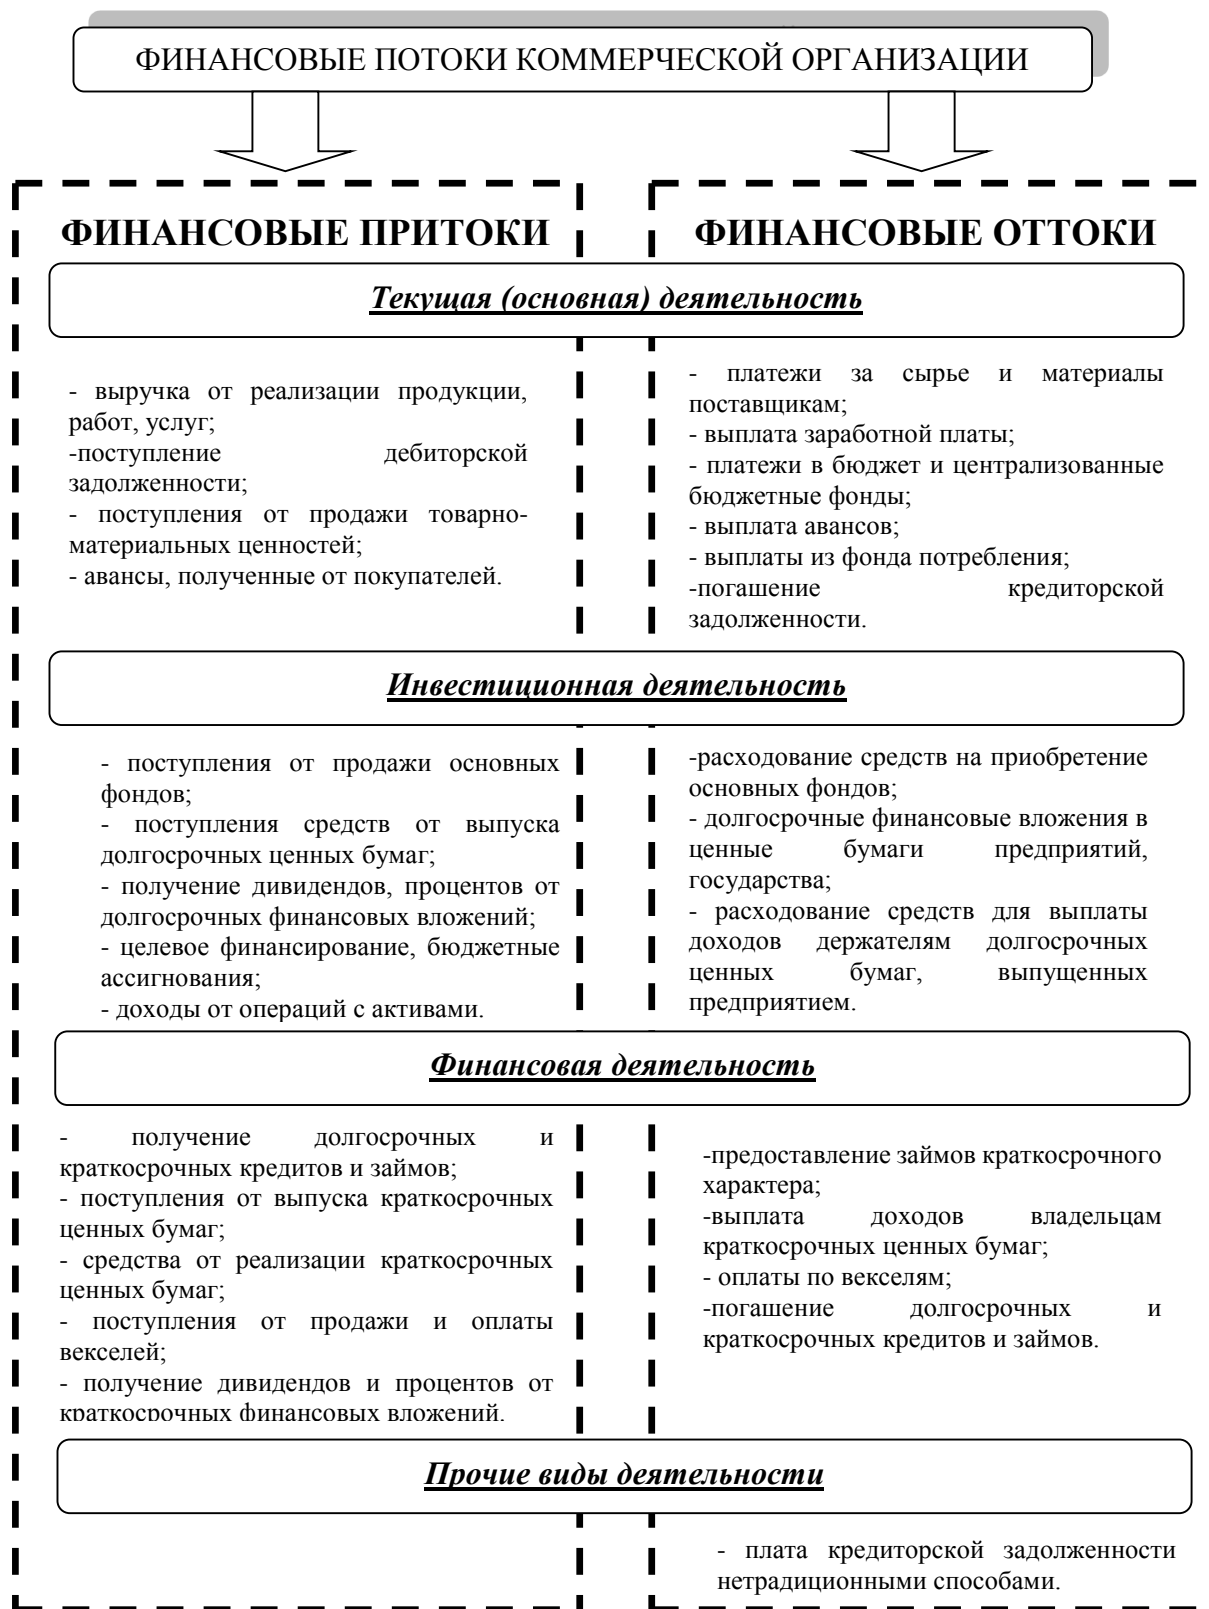 ФИНАНСОВЫЕ ПОТОКИ КОММЕРЧЕСКОЙ ОРГАНИЗАЦИИ
ФИНАНСОВЫЕ ПРИТОКИ
ФИНАНСОВЫЕ ОТТОКИ
Текущая (основная) деятельность
- выручка от реализации продукции,
работ, услуг;
-поступление дебиторской
задолженности;
- поступления от продажи товарно-
материальных ценностей;
- авансы, полученные от покупателей.
- платежи за сырье и материалы
поставщикам;
- выплата заработной платы;
- платежи в бюджет и централизованные
бюджетные фонды;
- выплата авансов;
- выплаты из фонда потребления;
-погашение кредиторской
задолженности.
Инвестиционная деятельность
- поступления от продажи основных
фондов;
- поступления средств от выпуска
долгосрочных ценных бумаг;
- получение дивидендов, процентов от
долгосрочных финансовых вложений;
- целевое финансирование, бюджетные
ассигнования;
- доходы от операций с активами.
-расходование средств на приобретение
основных фондов;
- долгосрочные финансовые вложения в
ценные бумаги предприятий,
государства;
- расходование средств для выплаты
доходов держателям долгосрочных
ценных бумаг, выпущенных
предприятием.
Финансовая деятельность
- получение долгосрочных и
краткосрочных кредитов и займов;
- поступления от выпуска краткосрочных
ценных бумаг;
- средства от реализации краткосрочных
ценных бумаг;
- поступления от продажи и оплаты
векселей;
- получение дивидендов и процентов от
краткосрочных финансовых вложений.
-предоставление займов краткосрочного
характера;
-выплата доходов владельцам
краткосрочных ценных бумаг;
- оплаты по векселям;
-погашение долгосрочных и
краткосрочных кредитов и займов.
Прочие виды деятельности
- плата кредиторской задолженности
нетрадиционными способами.